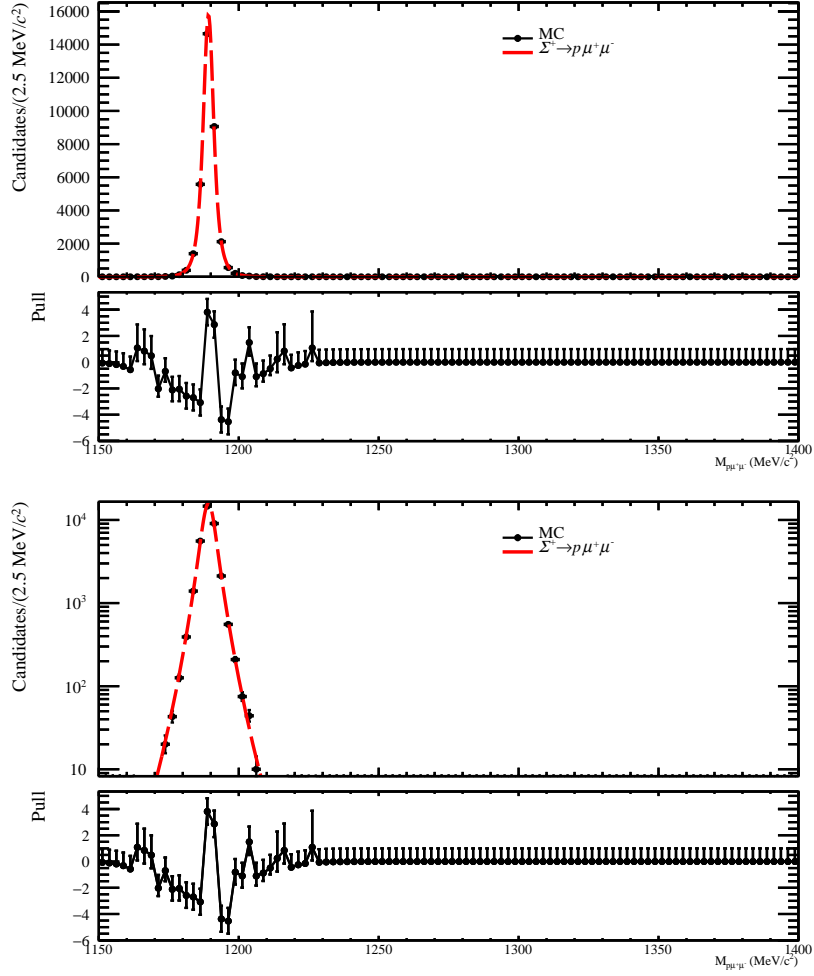 16000
14000
12000
10000
8000
6000
4000
2000
0
Candidates/(2.5 MeV/c²)
MC
Σ⁺→pμ⁺μ⁻
4
2
0
−2
−4
−6
Pull
1150 1200 1250 1300 1350 1400
M_pμ⁺μ⁻ (MeV/c²)
10⁴
10³
10²
10
Candidates/(2.5 MeV/c²)
MC
Σ⁺→pμ⁺μ⁻
4
2
0
−2
−4
−6
Pull
1150 1200 1250 1300 1350 1400
M_pμ⁺μ⁻ (MeV/c²)